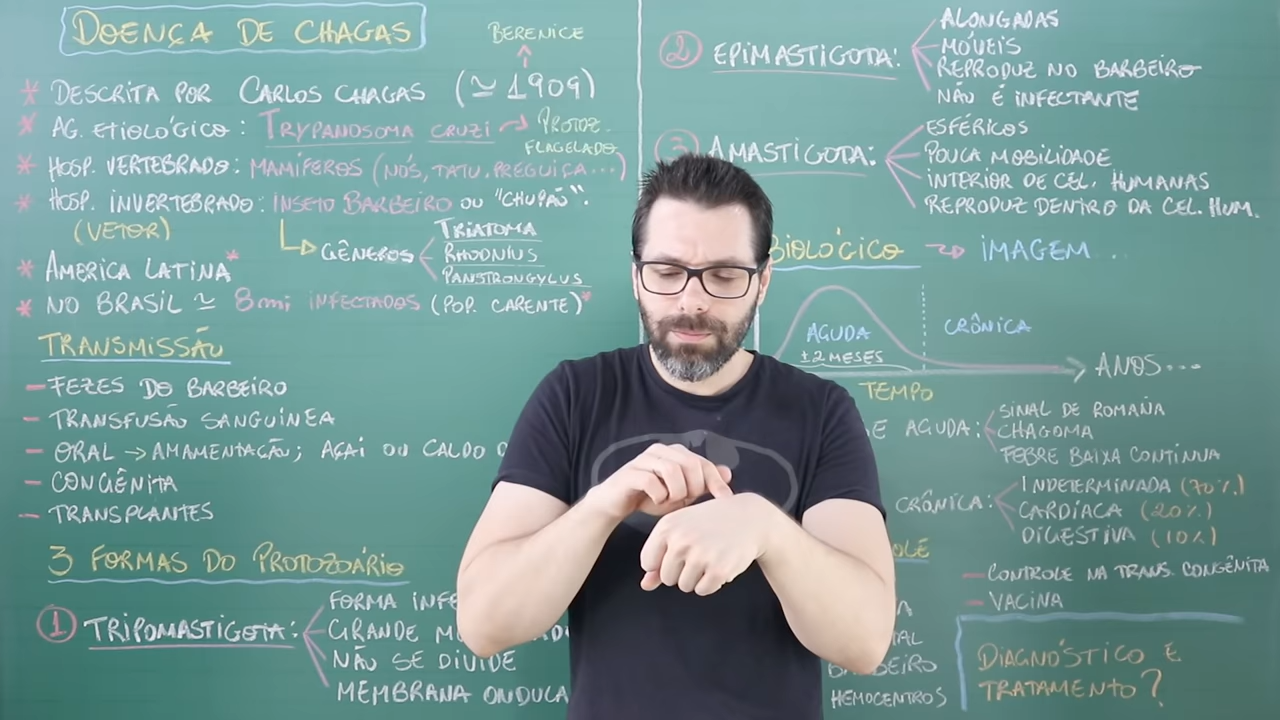 DOENÇA DE CHAGAS
BERENICE
* DESCRITA POR CARLOS CHAGAS (≃ 1909)
* AG. ETIOLÓGICO: TRYPANOSOMA CRUZI → PROTOZ.
FLAGELADO
* HOSP. VERTEBRADO: MAMÍFEROS (NÓS, TATU, PREGUIÇA...)
* HOSP. INVERTEBRADO: INSETO BARBEIRO OU "CHUPÃO".
(VETOR)
GÊNEROS
TRIATOMA
RHODNIUS
PANSTRONGYLUS
* AMERICA LATINA*
* NO BRASIL ≃ 8mi INFECTADOS (POP. CARENTE)*
TRANSMISSÃO
- FEZES DO BARBEIRO
- TRANSFUSÃO SANGUÍNEA
- ORAL → AMAMENTAÇÃO; AÇAÍ OU CALDO
- CONGÊNITA
- TRANSPLANTES
3 FORMAS DO PROTOZOÁRIO
1 TRIPOMASTIGOTA:
FORMA INFE
GRANDE M
NÃO SE DIVIDE
MEMBRANA ONDULA
2 EPIMASTIGOTA:
ALONGADAS
MÓVEIS
REPRODUZ NO BARBEIRO
NÃO É INFECTANTE
3 AMASTIGOTA:
ESFÉRICOS
POUCA MOBILIDADE
INTERIOR DE CÉL. HUMANAS
REPRODUZ DENTRO DA CÉL. HUM.
BIOLÓGICO → IMAGEM...
AGUDA
±2 MESES
CRÔNICA
ANOS...
TEMPO
E AGUDA:
SINAL DE ROMAÑA
CHAGOMA
FEBRE BAIXA CONTÍNUA
CRÔNICA:
INDETERMINADA (70%)
CARDÍACA (20%)
DIGESTIVA (10%)
OLE
- CONTROLE NA TRANS. CONGÊNITA
- VACINA
BARBEIRO
HEMOCENTROS
DIAGNÓSTICO E
TRATAMENTO?